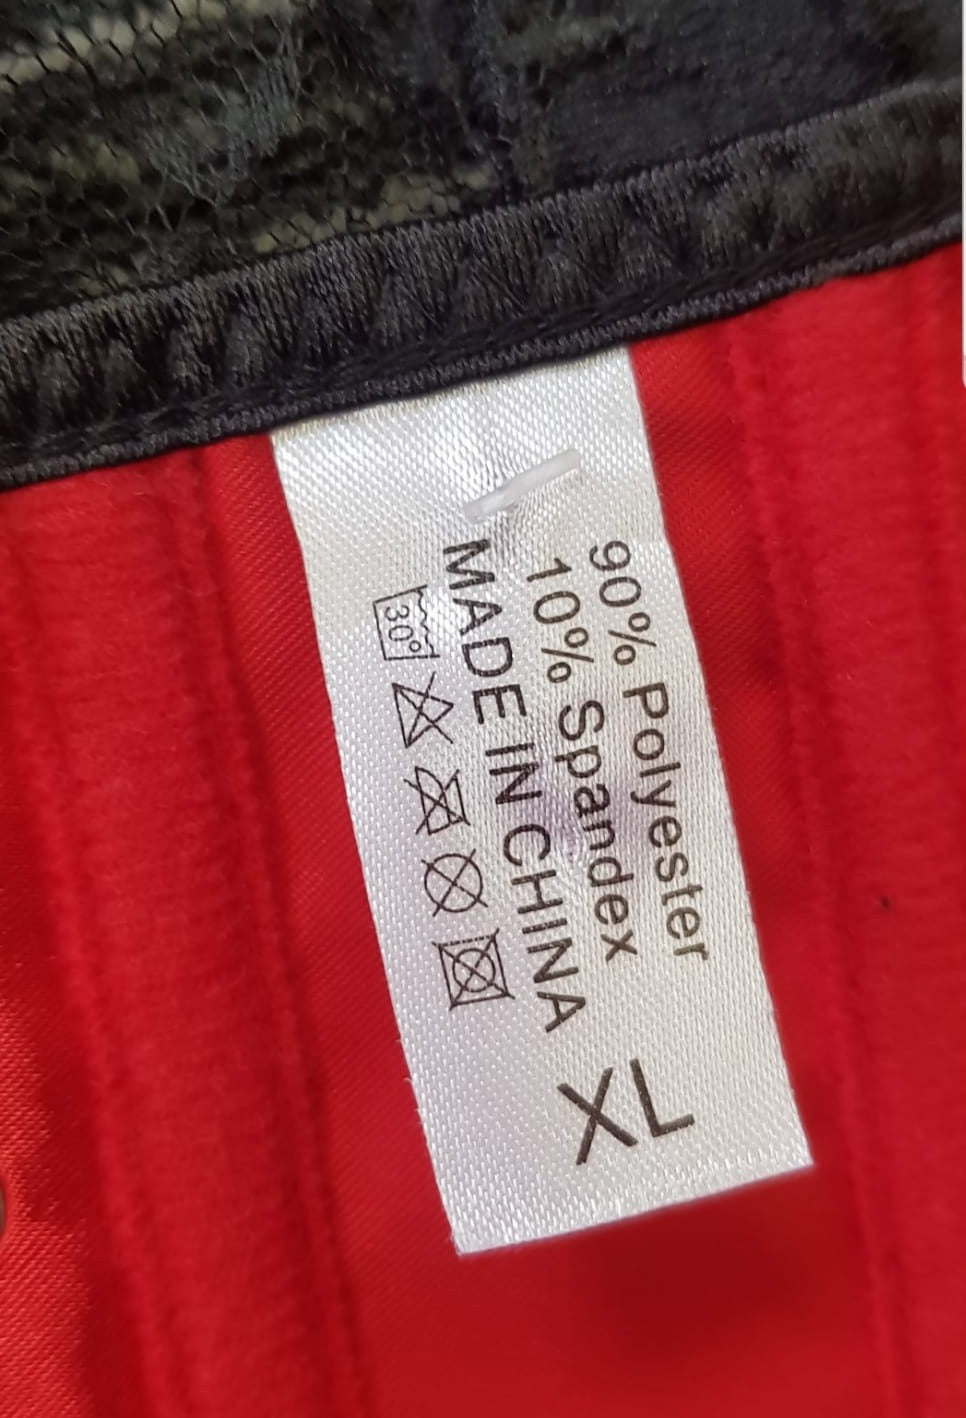 90% Polyester
10% Spandex
MADE IN CHINA
30°
XL